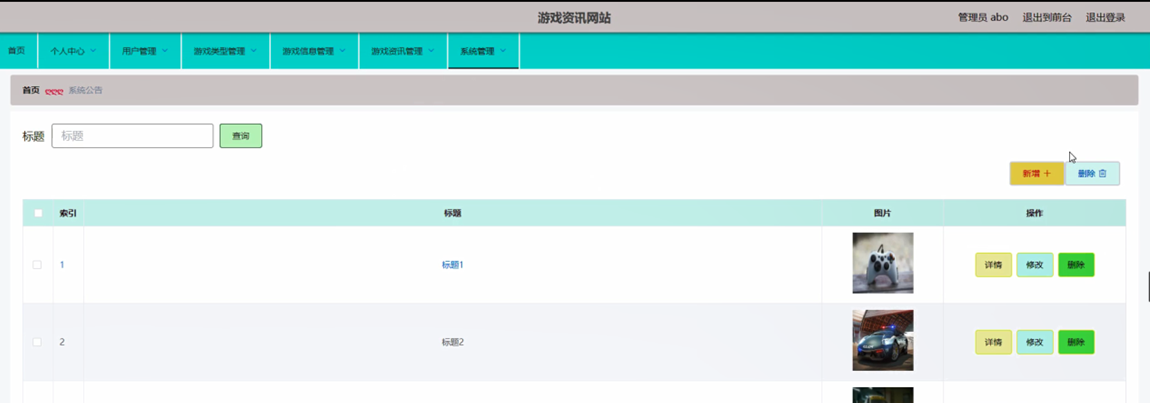 游戏资讯网站
管理员 abo 退出到前台 退出登录
首页 个人中心 用户管理 游戏类型管理 游戏信息管理 游戏资讯管理 系统管理
首页 系统公告
标题 标题 查询
新增 + 删除
索引 标题 图片 操作
1 标题1 详情 修改 删除
2 标题2 详情 修改 删除